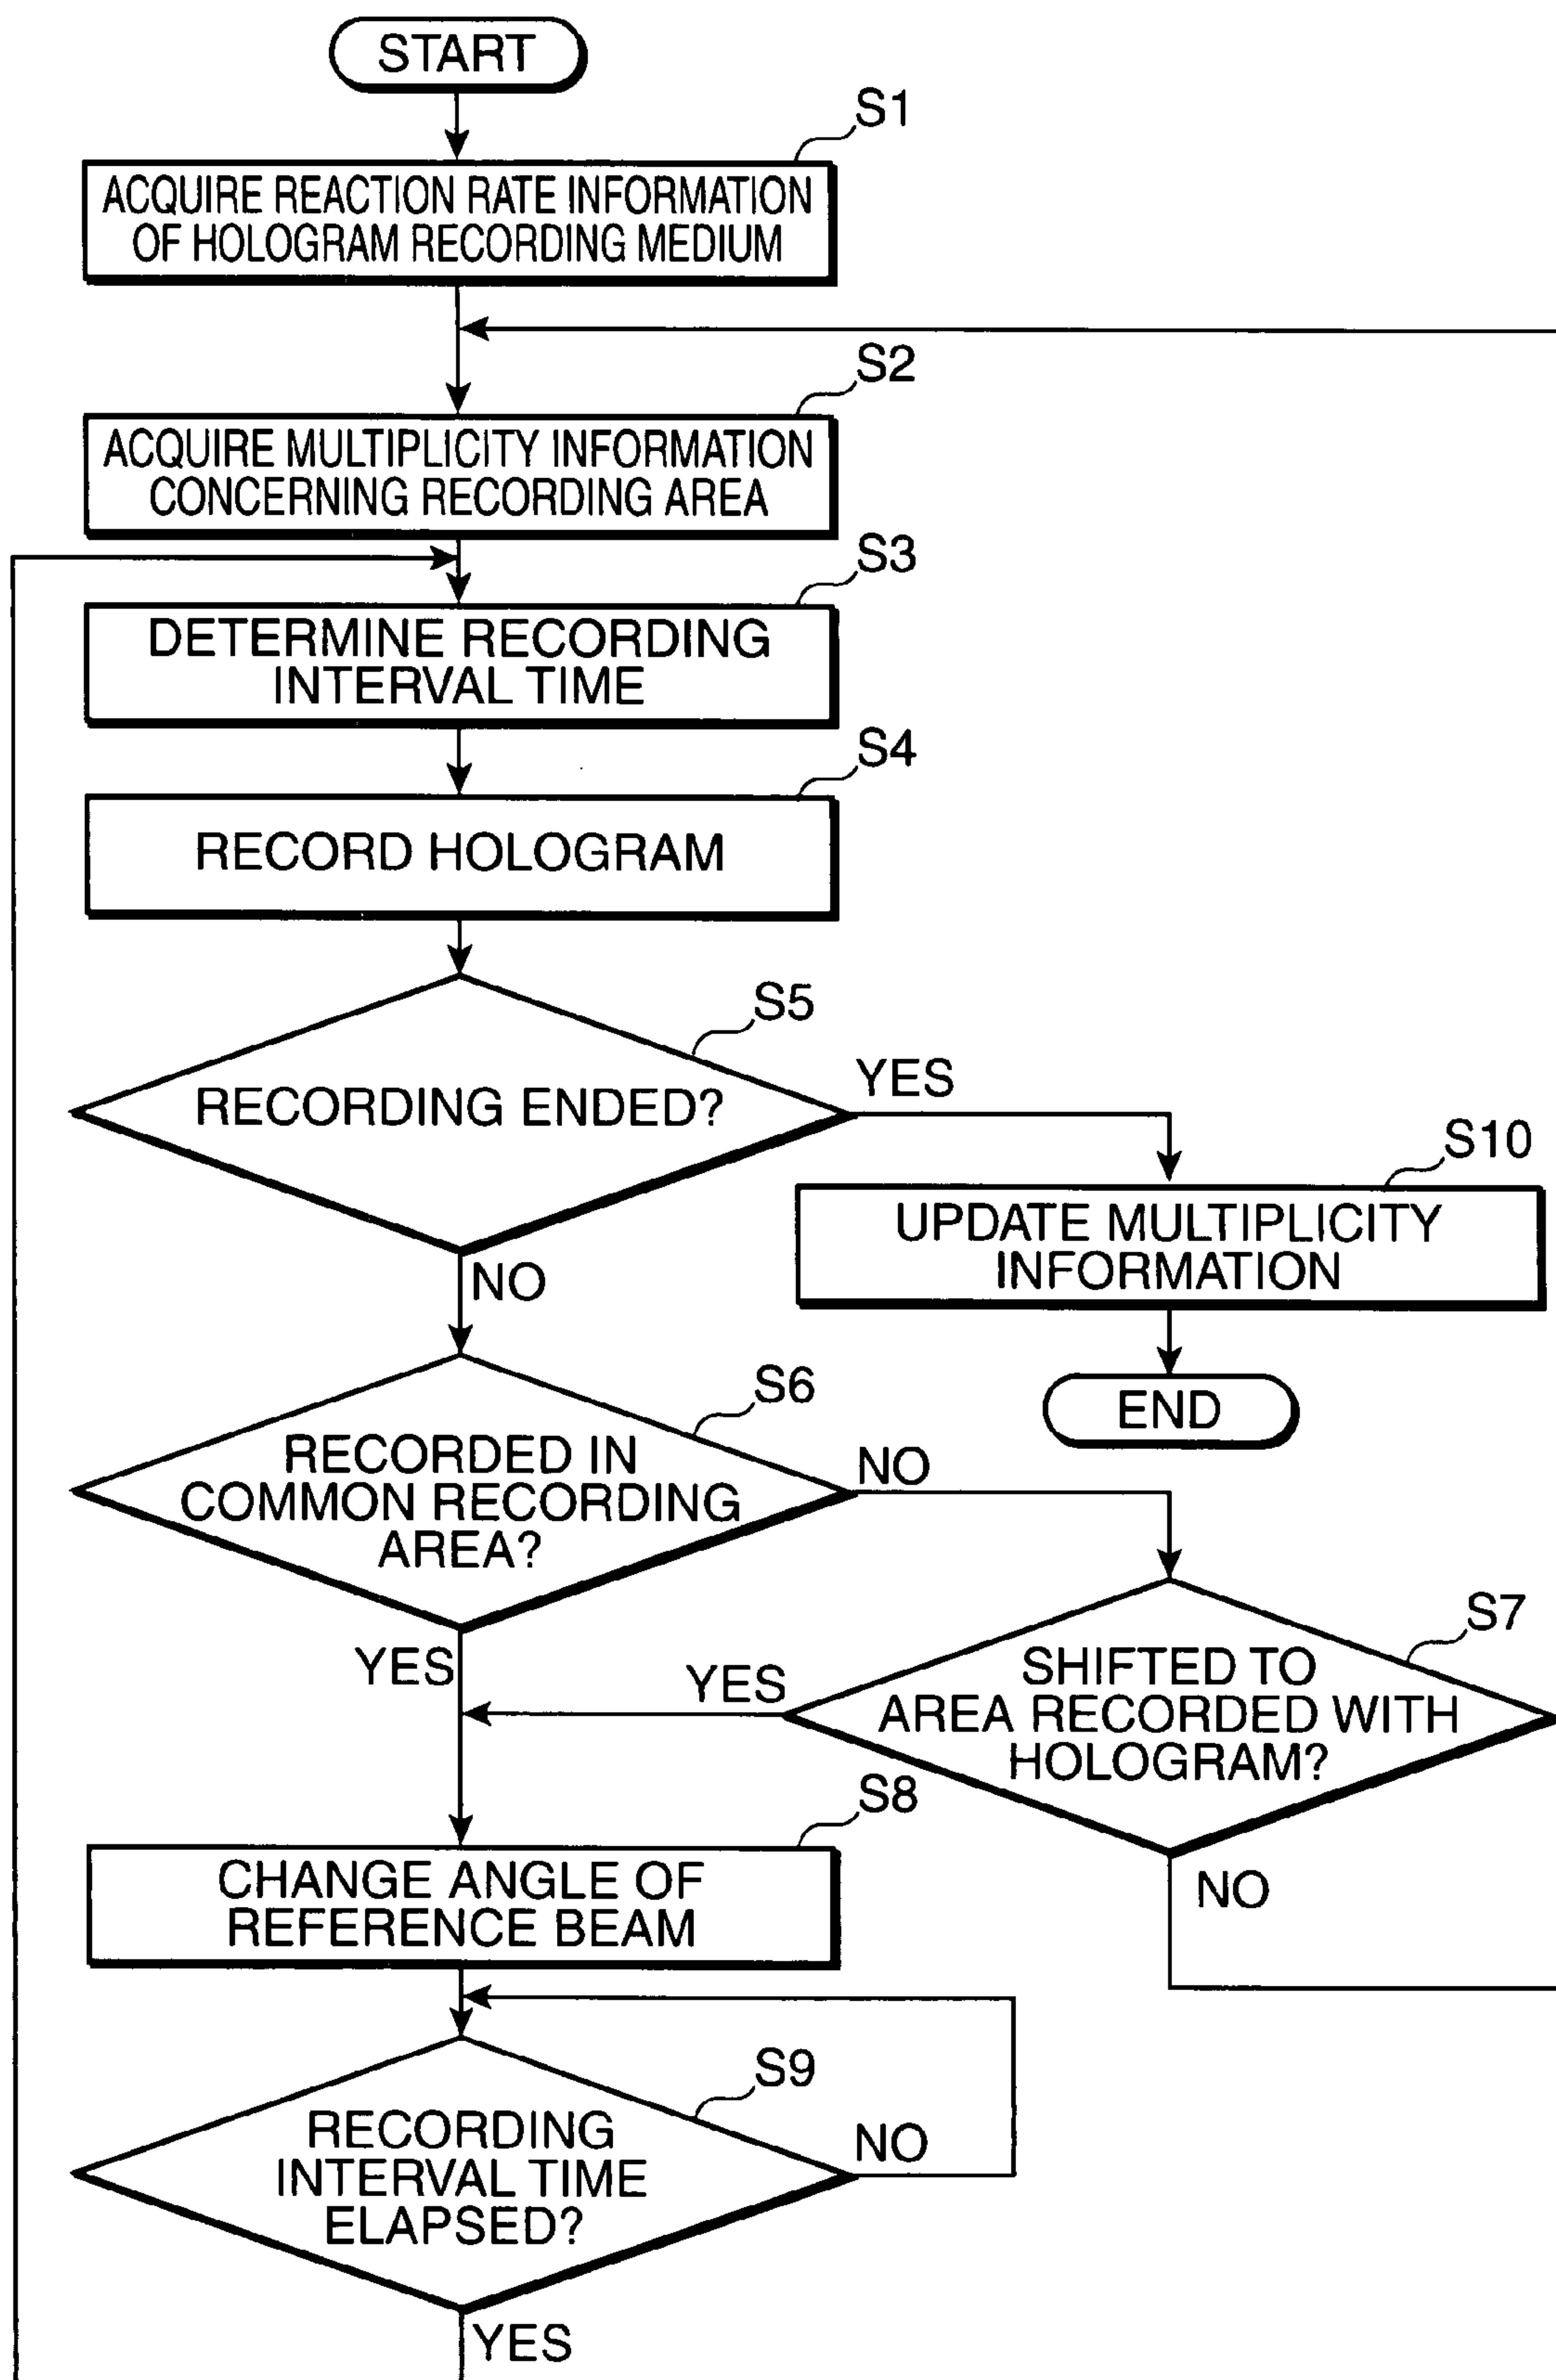 START
S1
ACQUIRE REACTION RATE INFORMATION
OF HOLOGRAM RECORDING MEDIUM
S2
ACQUIRE MULTIPLICITY INFORMATION
CONCERNING RECORDING AREA
S3
DETERMINE RECORDING
INTERVAL TIME
S4
RECORD HOLOGRAM
S5
RECORDING ENDED?
YES
S10
UPDATE MULTIPLICITY
INFORMATION
END
NO
S6
RECORDED IN
COMMON RECORDING
AREA?
NO
S7
SHIFTED TO
AREA RECORDED WITH
HOLOGRAM?
YES
YES
NO
S8
CHANGE ANGLE OF
REFERENCE BEAM
S9
RECORDING
INTERVAL TIME
ELAPSED?
NO
YES